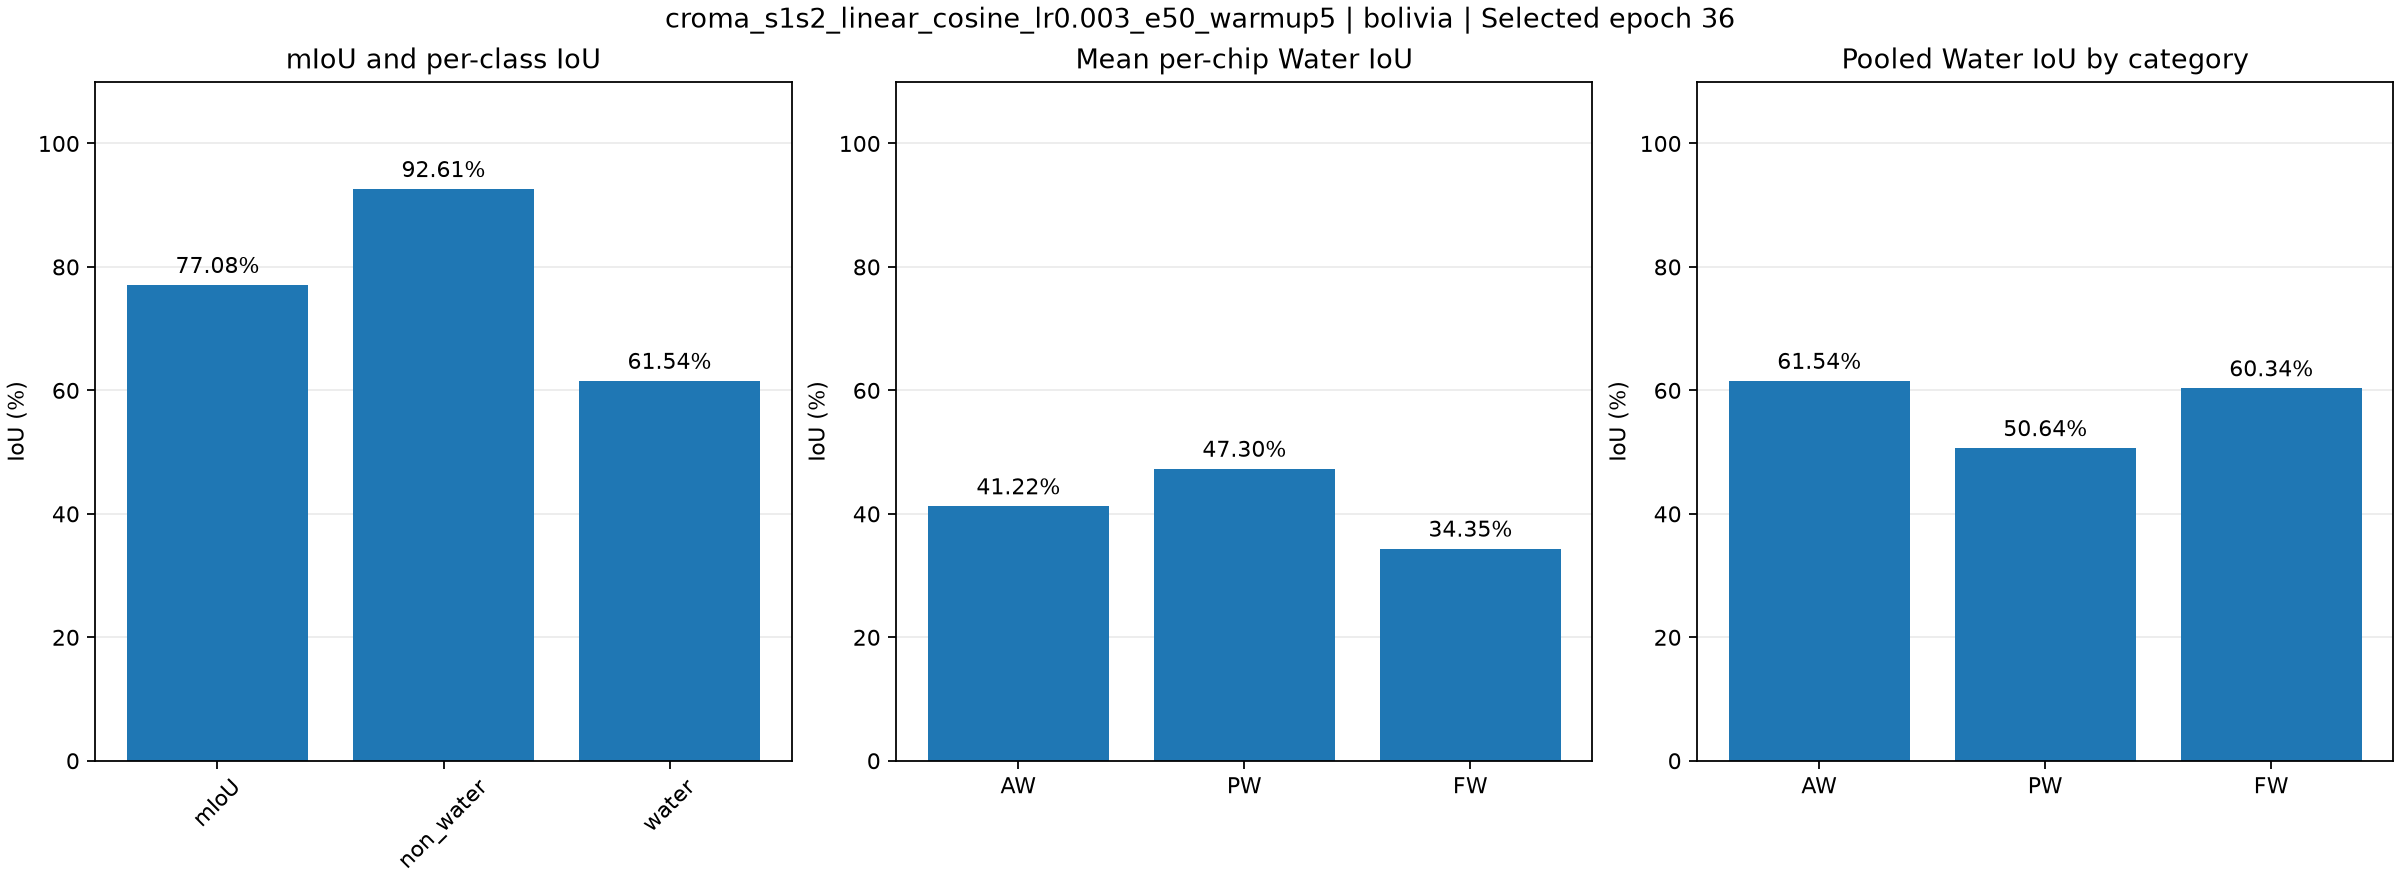 croma_s1s2_linear_cosine_lr0.003_e50_warmup5 | bolivia | Selected epoch 36
mIoU and per-class IoU
IoU (%)
100
80
60
40
20
0
77.08%
92.61%
61.54%
mIoU
non_water
water
Mean per-chip Water IoU
IoU (%)
100
80
60
40
20
0
41.22%
47.30%
34.35%
AW
PW
FW
Pooled Water IoU by category
IoU (%)
100
80
60
40
20
0
61.54%
50.64%
60.34%
AW
PW
FW